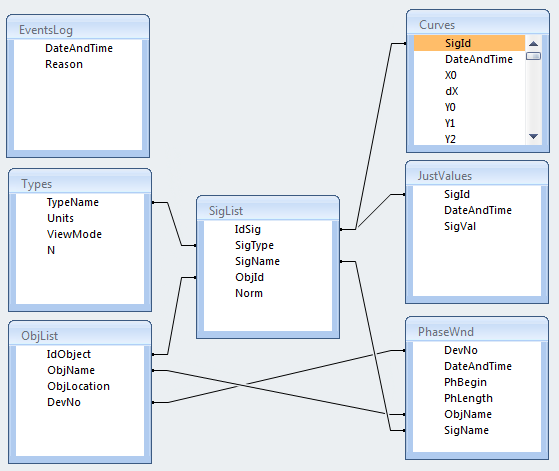 EventsLog
DateAndTime
Reason
Types
TypeName
Units
ViewMode
N
ObjList
IdObject
ObjName
ObjLocation
DevNo
SigList
IdSig
SigType
SigName
ObjId
Norm
Curves
SigId
DateAndTime
X0
dX
Y0
Y1
Y2
JustValues
SigId
DateAndTime
SigVal
PhaseWnd
DevNo
DateAndTime
PhBegin
PhLength
ObjName
SigName